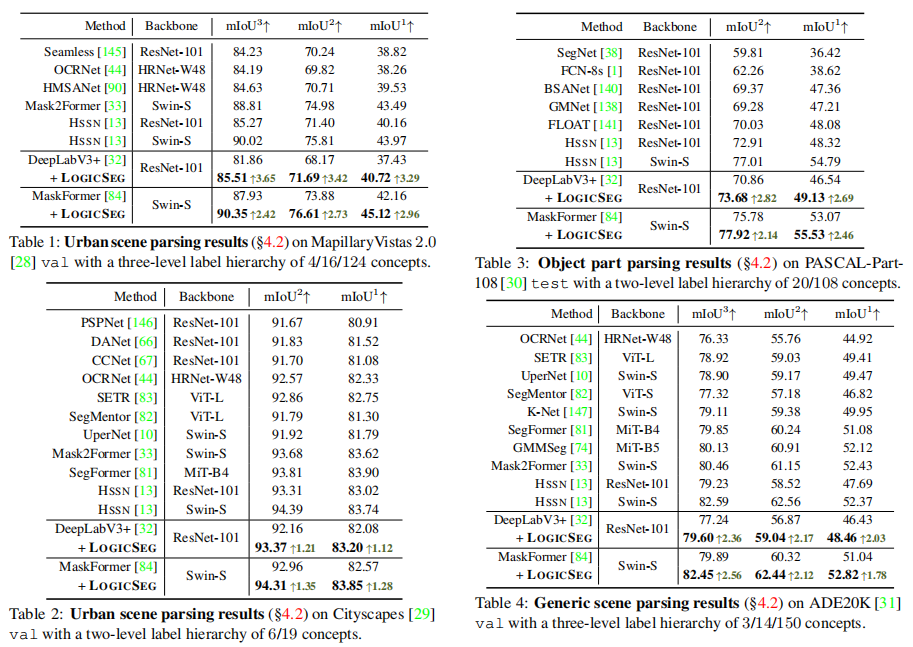 Method Backbone mIoU³↑ mIoU²↑ mIoU¹↑
Seamless [145] ResNet-101 84.23 70.24 38.82
OCRNet [44] HRNet-W48 84.19 69.82 38.26
HMSANet [90] HRNet-W48 84.63 70.71 39.53
Mask2Former [33] Swin-S 88.81 74.98 43.49
HSSN [13] ResNet-101 85.27 71.40 40.16
HSSN [13] Swin-S 90.02 75.81 43.97
DeepLabV3+ [32] ResNet-101 81.86 68.17 37.43
+ LOGICSEG 85.51 ↑3.65 71.69 ↑3.42 40.72 ↑3.29
MaskFormer [84] Swin-S 87.93 73.88 42.16
+ LOGICSEG 90.35 ↑2.42 76.61 ↑2.73 45.12 ↑2.96
Table 1: Urban scene parsing results (§4.2) on MapillaryVistas 2.0
[28] val with a three-level label hierarchy of 4/16/124 concepts.
Method Backbone mIoU²↑ mIoU¹↑
PSPNet [146] ResNet-101 91.67 80.91
DANet [66] ResNet-101 91.83 81.52
CCNet [67] ResNet-101 91.70 81.08
OCRNet [44] HRNet-W48 92.57 82.33
SETR [83] ViT-L 92.86 82.75
SegMentor [82] ViT-L 91.79 81.30
UperNet [10] Swin-S 91.92 81.79
Mask2Former [33] Swin-S 93.68 83.62
SegFormer [81] MiT-B4 93.81 83.90
HSSN [13] ResNet-101 93.31 83.02
HSSN [13] Swin-S 94.39 83.74
DeepLabV3+ [32] ResNet-101 92.16 82.08
+ LOGICSEG 93.37 ↑1.21 83.20 ↑1.12
MaskFormer [84] Swin-S 92.96 82.57
+ LOGICSEG 94.31 ↑1.35 83.85 ↑1.28
Table 2: Urban scene parsing results (§4.2) on Cityscapes [29]
val with a two-level label hierarchy of 6/19 concepts.
Method Backbone mIoU²↑ mIoU¹↑
SegNet [38] ResNet-101 59.81 36.42
FCN-8s [1] ResNet-101 62.26 38.62
BSANet [140] ResNet-101 69.37 47.36
GMNet [138] ResNet-101 69.28 47.21
FLOAT [141] ResNet-101 70.03 48.08
HSSN [13] ResNet-101 72.91 48.32
HSSN [13] Swin-S 77.01 54.79
DeepLabV3+ [32] ResNet-101 70.86 46.54
+ LOGICSEG 73.68 ↑2.82 49.13 ↑2.69
MaskFormer [84] Swin-S 75.78 53.07
+ LOGICSEG 77.92 ↑2.14 55.53 ↑2.46
Table 3: Object part parsing results (§4.2) on PASCAL-Part-
108 [30] test with a two-level label hierarchy of 20/108 concepts.
Method Backbone mIoU³↑ mIoU²↑ mIoU¹↑
OCRNet [44] HRNet-W48 76.33 55.76 44.92
SETR [83] ViT-L 78.92 59.03 49.41
UperNet [10] Swin-S 78.90 59.17 49.47
SegMentor [82] ViT-S 77.32 57.18 46.82
K-Net [147] Swin-S 79.11 59.38 49.95
SegFormer [81] MiT-B4 79.85 60.24 51.08
GMMSeg [74] MiT-B5 80.13 60.91 52.12
Mask2Former [33] Swin-S 80.46 61.15 52.43
HSSN [13] ResNet-101 79.23 58.52 47.69
HSSN [13] Swin-S 82.59 62.56 52.37
DeepLabV3+ [32] ResNet-101 77.24 56.87 46.43
+ LOGICSEG 79.60 ↑2.36 59.04 ↑2.17 48.46 ↑2.03
MaskFormer [84] Swin-S 79.89 60.32 51.04
+ LOGICSEG 82.45 ↑2.56 62.44 ↑2.12 52.82 ↑1.78
Table 4: Generic scene parsing results (§4.2) on ADE20K [31]
val with a three-level label hierarchy of 3/14/150 concepts.